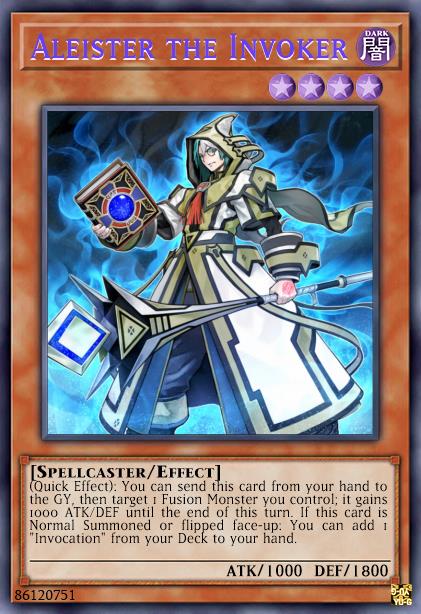 ALEISTER THE INVOKER
DARK
闇
[SPELLCASTER/EFFECT]
(Quick Effect): You can send this card from your hand to
the GY, then target 1 Fusion Monster you control; it gains
1000 ATK/DEF until the end of this turn. If this card is
Normal Summoned or flipped face-up: You can add 1
"Invocation" from your Deck to your hand.
ATK/1000 DEF/1800
86120751